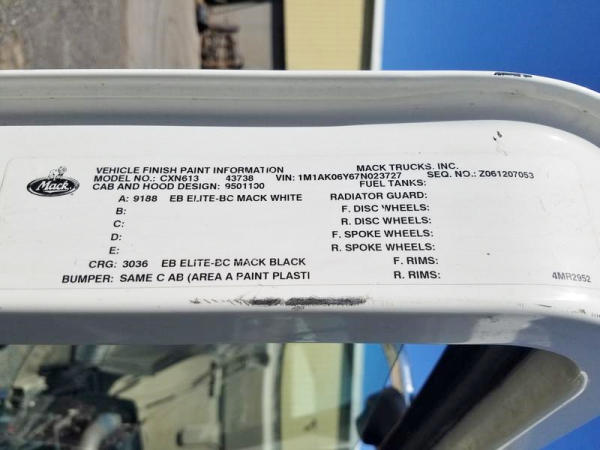 Mack
VEHICLE FINISH PAINT INFORMATION MACK TRUCKS, INC.
MODEL NO.: CXN613 43738 VIN: 1M1AK06Y67N023727 SEQ. NO.: Z061207053
CAB AND HOOD DESIGN: 9501100 FUEL TANKS:
A: 9188 EB ELITE-BC MACK WHITE RADIATOR GUARD:
B: F. DISC WHEELS:
C: R. DISC WHEELS:
D: F. SPOKE WHEELS:
E: R. SPOKE WHEELS:
CRG: 3036 EB ELITE-BC MACK BLACK F. RIMS:
BUMPER: SAME C AB (AREA A PAINT PLASTI R. RIMS:
4MR2952